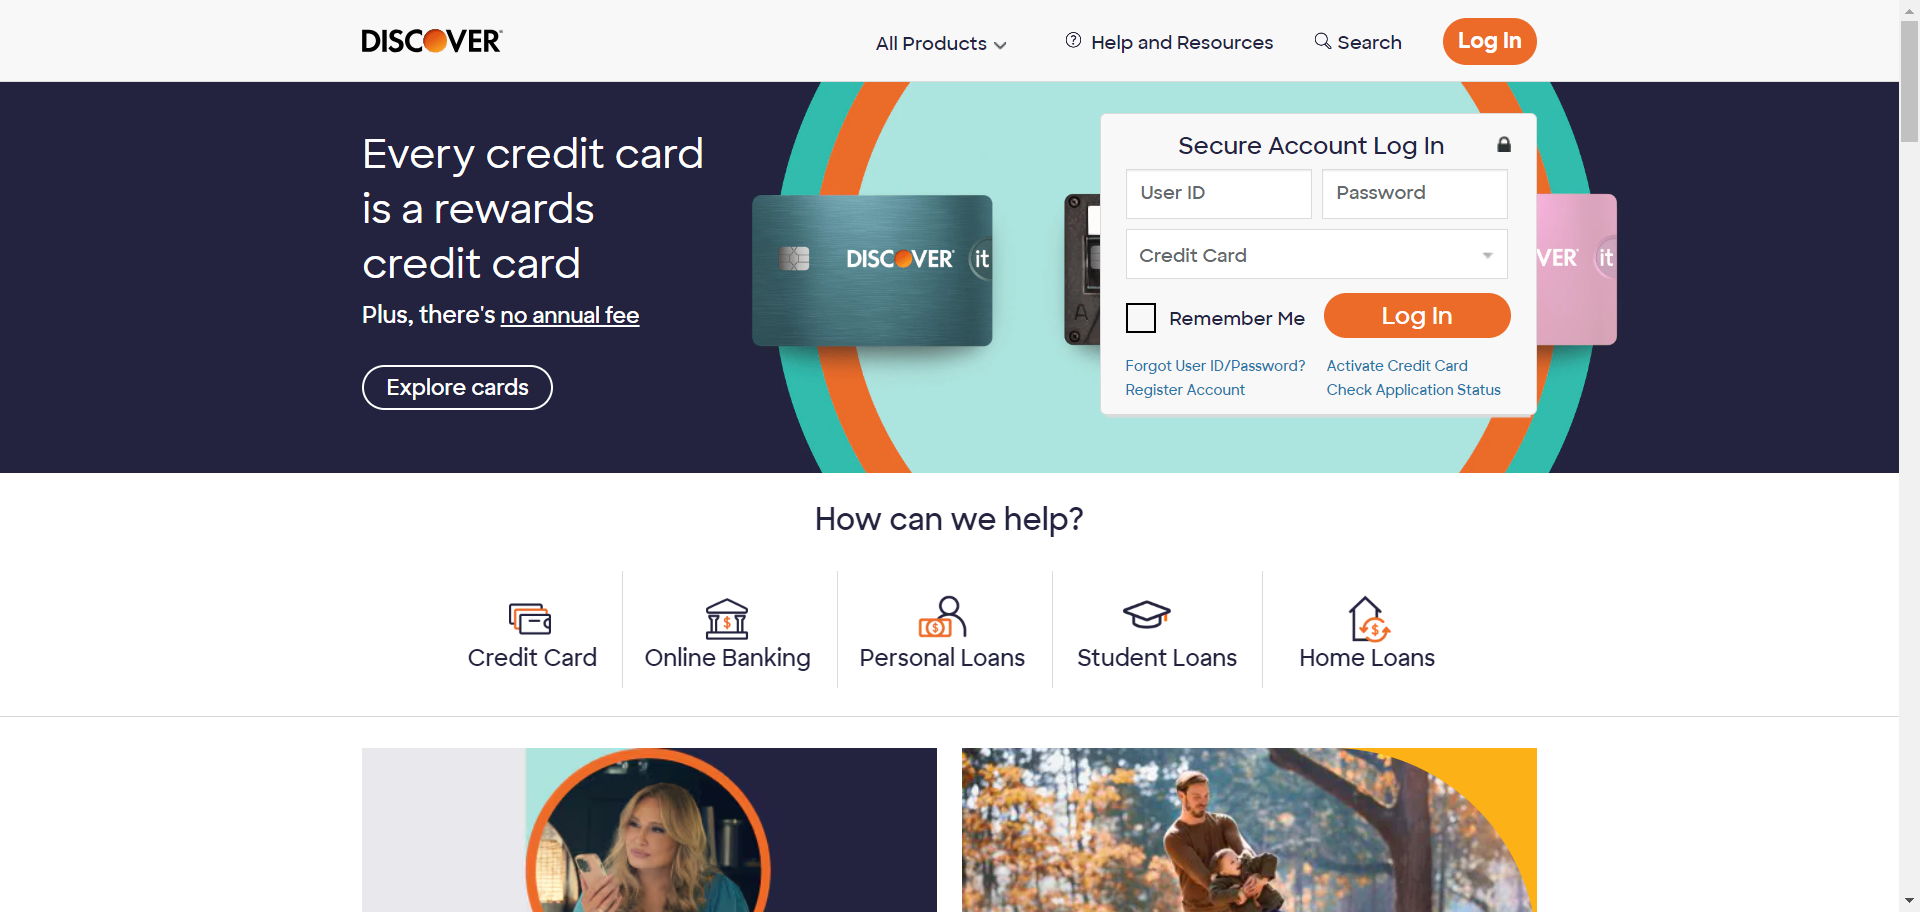 DISCOVER
All Products
Help and Resources
Search
Log In
Every credit card
is a rewards
credit card
Plus, there's no annual fee
Explore cards
DISCOVER it
A
VER it
Secure Account Log In
User ID
Password
Credit Card
Remember Me
Log In
Forgot User ID/Password?
Activate Credit Card
Register Account
Check Application Status
How can we help?
Credit Card
Online Banking
Personal Loans
Student Loans
Home Loans